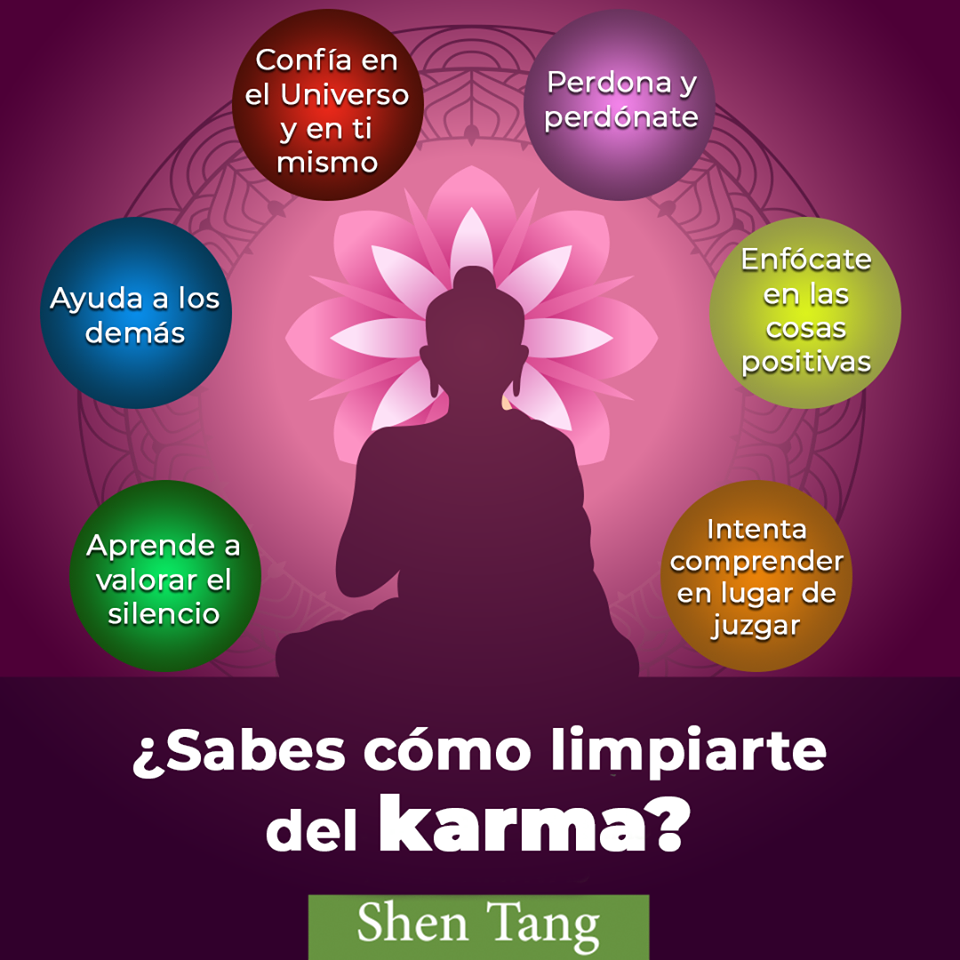 Confía en
el Universo
y en ti
mismo
Perdona y
perdónate
Ayuda a los
demás
Enfócate
en las
cosas
positivas
Aprende a
valorar el
silencio
Intenta
comprender
en lugar de
juzgar
¿Sabes cómo limpiarte
del karma?
Shen Tang